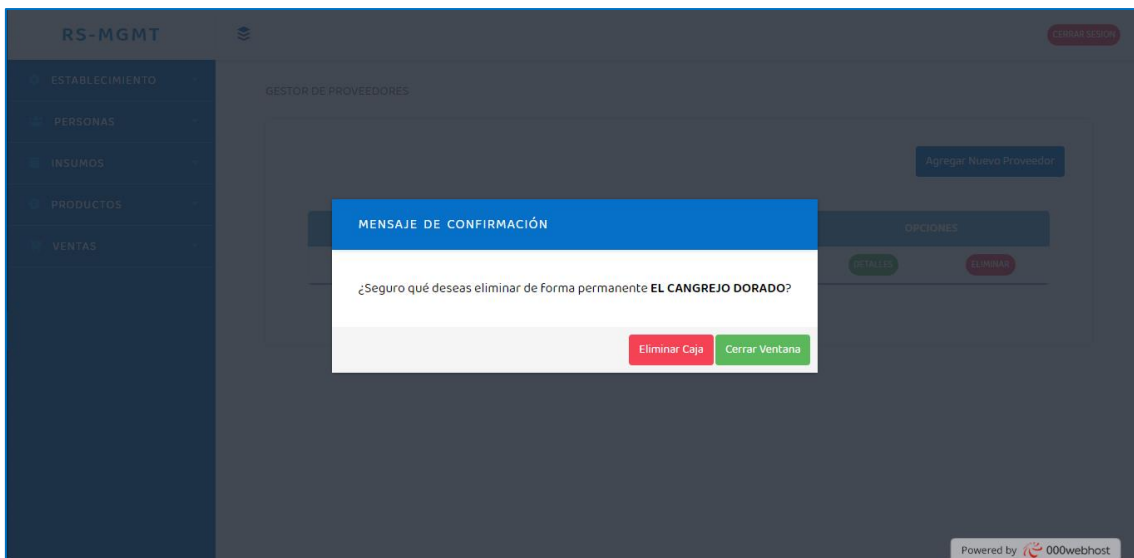 RS-MGMT
CERRAR SESION
ESTABLECIMIENTO
GESTOR DE PROVEEDORES
PERSONAS
INSUMOS
Agregar Nuevo Proveedor
PRODUCTOS
MENSAJE DE CONFIRMACIÓN
OPCIONES
VENTAS
DETALLES
ELIMINAR
¿Seguro qué deseas eliminar de forma permanente EL CANGREJO DORADO?
Eliminar Caja
Cerrar Ventana
Powered by 000webhost